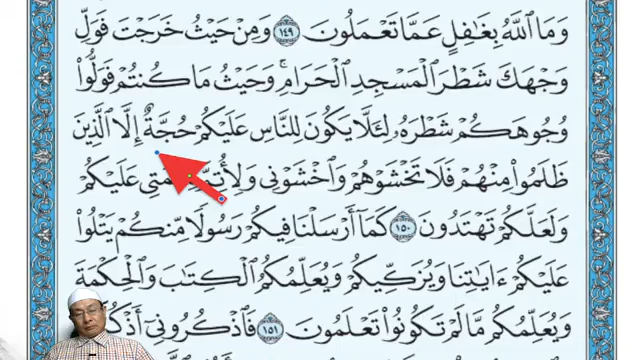 وَمَا ٱللَّهُ بِغَٰفِلٍ عَمَّا تَعۡمَلُونَ ١٤٩ وَمِنۡ حَيۡثُ خَرَجۡتَ فَوَلِّ
وَجۡهَكَ شَطۡرَ ٱلۡمَسۡجِدِ ٱلۡحَرَامِۚ وَحَيۡثُ مَا كُنتُمۡ فَوَلُّواْ
وُجُوهَكُمۡ شَطۡرَهُۥ لِئَلَّا يَكُونَ لِلنَّاسِ عَلَيۡكُمۡ حُجَّةٌ إِلَّا ٱلَّذِينَ
ظَلَمُواْ مِنۡهُمۡ فَلَا تَخۡشَوۡهُمۡ وَٱخۡشَوۡنِي عَلَيۡكُمۡ
وَلَعَلَّكُمۡ تَهۡتَدُونَ ١٥٠ كَمَآ أَرۡسَلۡنَا فِيكُمۡ رَسُولٗا مِّنكُمۡ يَتۡلُواْ
عَلَيۡكُمۡ ءَايَٰتِنَا وَيُزَكِّيكُمۡ وَيُعَلِّمُكُمُ ٱلۡكِتَٰبَ وَٱلۡحِكۡمَةَ
وَيُعَلِّمُكُم مَّا لَمۡ تَكُونُواْ تَعۡلَمُونَ ١٥١ فَٱذۡكُرُونِيٓ